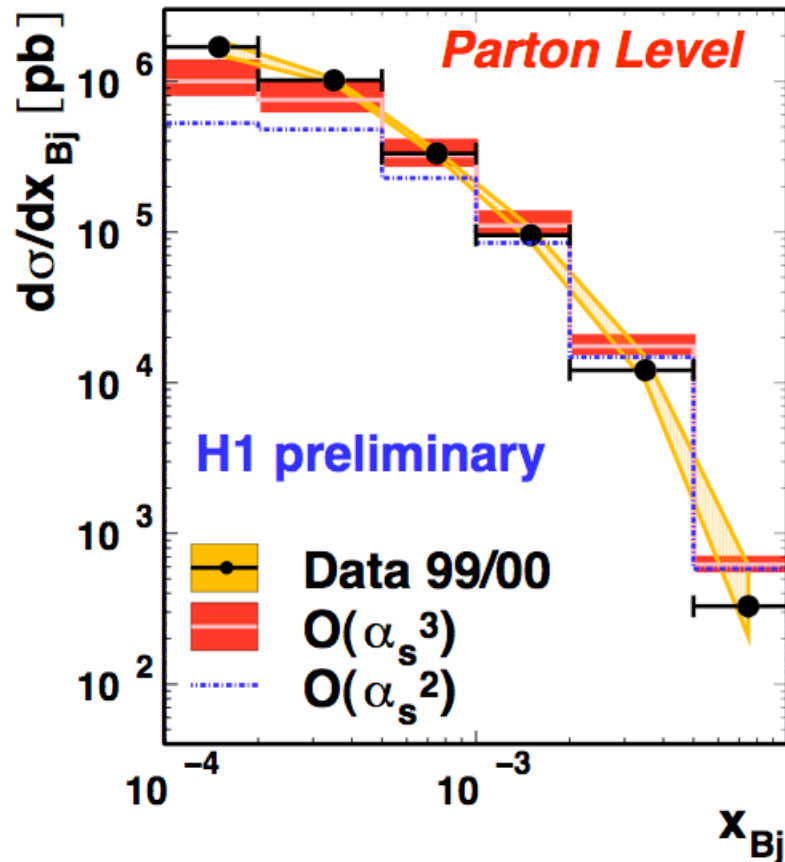 Parton Level
dσ/dx_Bj [pb]
10^6
10^5
10^4
10^3
10^2
H1 preliminary
Data 99/00
O(α_s^3)
O(α_s^2)
10^−4
10^−3
x_Bj